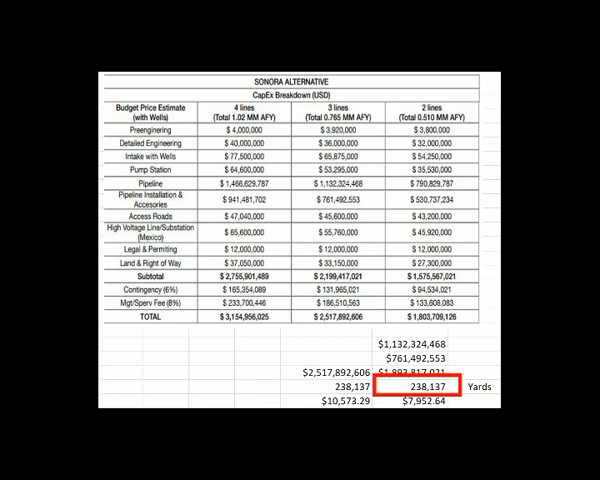 SONORA ALTERNATIVE
CapEx Breakdown (USD)
Budget Price Estimate (with Wells) 4 lines (Total 1.02 MM AFY) 3 lines (Total 0.765 MM AFY) 2 lines (Total 0.510 MM AFY)
Preenginering $ 4,000,000 $ 3,920,000 $ 3,800,000
Detailed Engineering $ 40,000,000 $ 36,000,000 $ 32,000,000
Intake with Wells $ 77,500,000 $ 65,875,000 $ 54,250,000
Pump Station $ 64,600,000 $ 53,295,000 $ 35,530,000
Pipeline $ 1,466,629,787 $ 1,132,324,468 $ 790,829,787
Pipeline Installation & Accesories $ 941,481,702 $ 761,492,553 $ 530,737,234
Access Roads $ 47,040,000 $ 45,600,000 $ 43,200,000
High Voltage Line/Substation (Mexico) $ 65,600,000 $ 55,760,000 $ 45,920,000
Legal & Permiting $ 12,000,000 $ 12,000,000 $ 12,000,000
Land & Right of Way $ 37,050,000 $ 33,150,000 $ 27,300,000
Subtotal $ 2,755,901,489 $ 2,199,417,021 $ 1,575,567,021
Contingency (6%) $ 165,354,089 $ 131,965,021 $ 94,534,021
Mgt/Sperv Fee (8%) $ 233,700,446 $ 186,510,563 $ 133,608,083
TOTAL $ 3,154,956,025 $ 2,517,892,606 $ 1,803,709,126
$1,132,324,468
$761,492,553
$2,517,892,606 $1,893,817,021
238,137 238,137 Yards
$10,573.29 $7,952.64